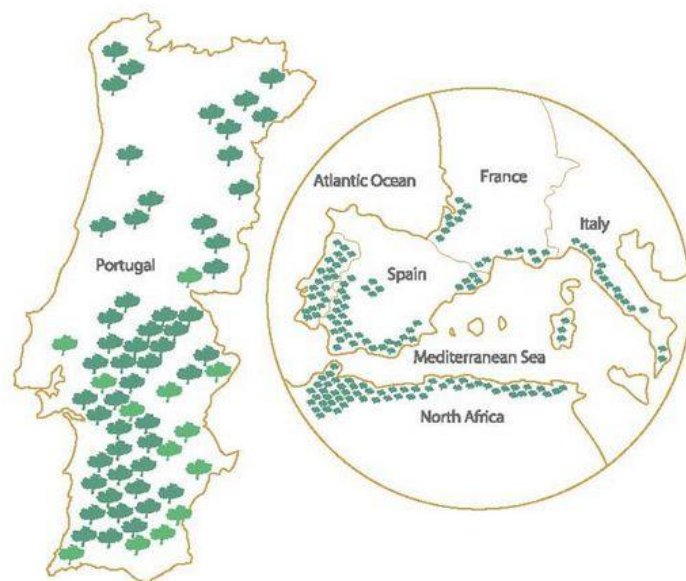 Atlantic Ocean
France
Italy
Portugal
Spain
Mediterranean Sea
North Africa